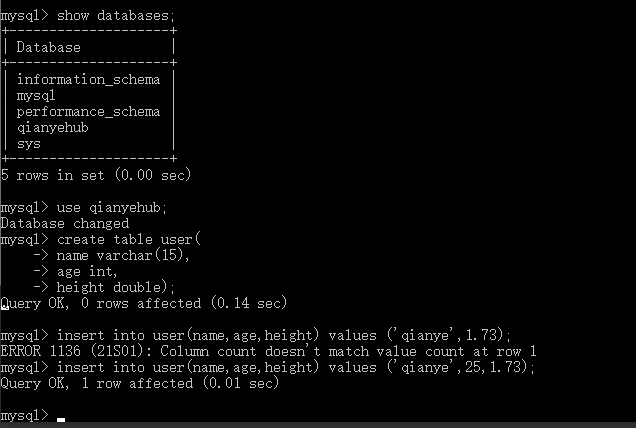 mysql> show databases;
+--------------------+
| Database           |
+--------------------+
| information_schema |
| mysql              |
| performance_schema |
| qianyehub          |
| sys                |
+--------------------+
5 rows in set (0.00 sec)
mysql> use qianyehub;
Database changed
mysql> create table user(
    -> name varchar(15),
    -> age int,
    -> height double);
Query OK, 0 rows affected (0.14 sec)
mysql> insert into user(name,age,height) values ('qianye',1.73);
ERROR 1136 (21S01): Column count doesn't match value count at row 1
mysql> insert into user(name,age,height) values ('qianye',25,1.73);
Query OK, 1 row affected (0.01 sec)
mysql>